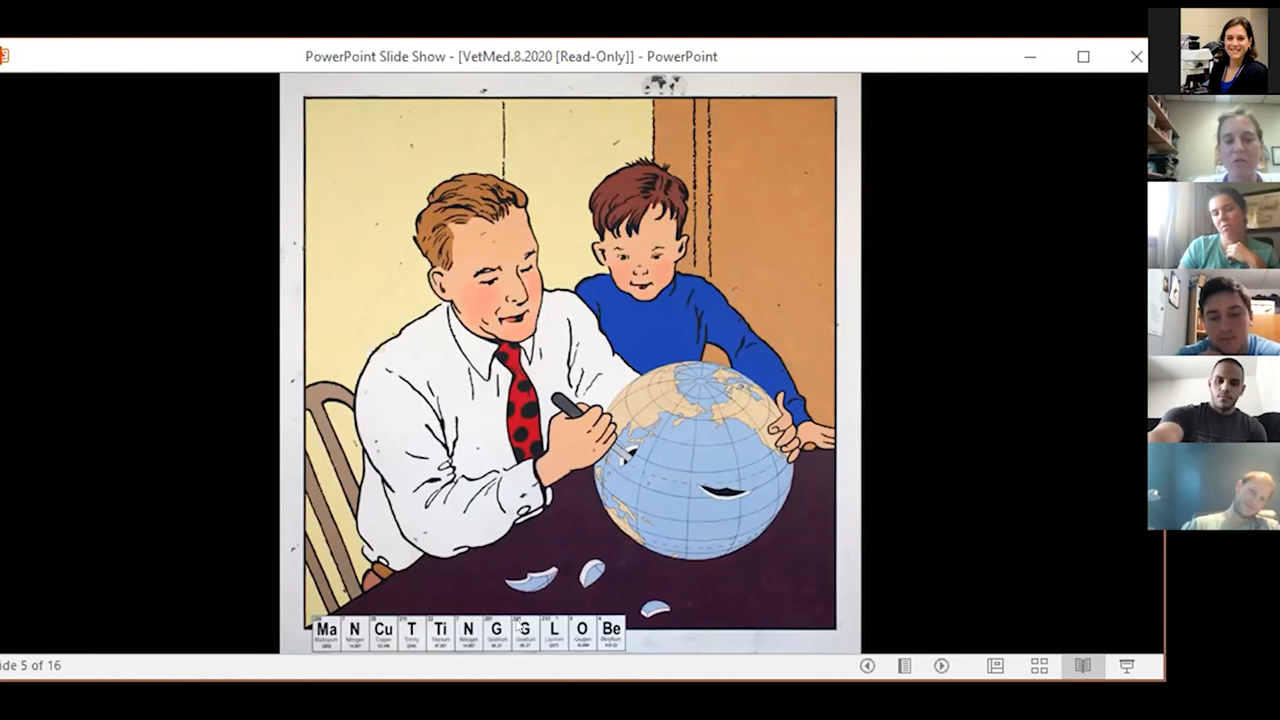 PowerPoint Slide Show - [VetMed.8.2020 [Read-Only]] - PowerPoint
Ma N Cu T Ti N G G L O Be
ide 5 of 16